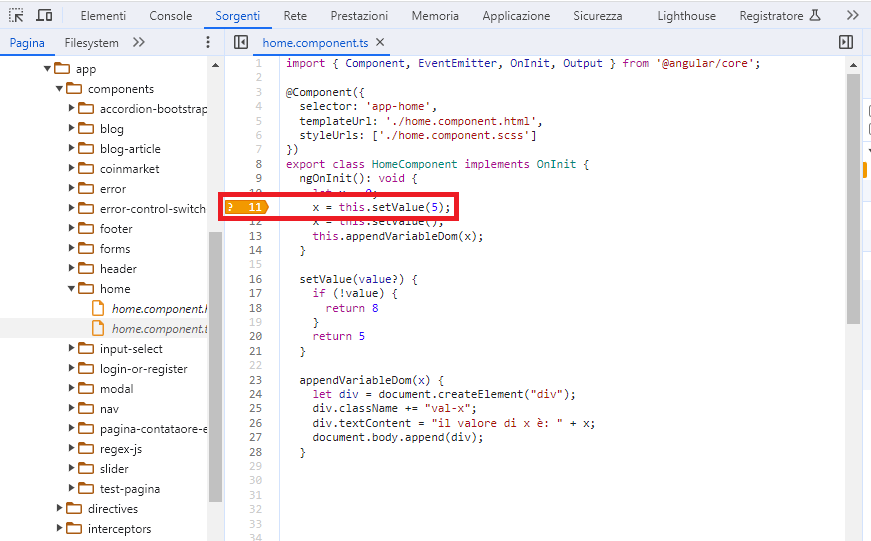 Elementi Console Sorgenti Rete Prestazioni Memoria Applicazione Sicurezza Lighthouse Registratore
Pagina Filesystem
home.component.ts
app
components
accordion-bootstrap
blog
blog-article
coinmarket
error
error-control-switch
footer
forms
header
home
home.component.h
home.component.t
input-select
login-or-register
modal
nav
pagina-contataore-e
regex-js
slider
test-pagina
directives
interceptors
1 import { Component, EventEmitter, OnInit, Output } from '@angular/core';
2
3 @Component({
4 selector: 'app-home',
5 templateUrl: './home.component.html',
6 styleUrls: ['./home.component.scss']
7 })
8 export class HomeComponent implements OnInit {
9 ngOnInit(): void {
10 let x = 0;
? 11 x = this.setValue(5);
12 x = this.setValue();
13 this.appendVariableDom(x);
14 }
15
16 setValue(value?) {
17 if (!value) {
18 return 8
19 }
20 return 5
21 }
22
23 appendVariableDom(x) {
24 let div = document.createElement("div");
25 div.className += "val-x";
26 div.textContent = "il valore di x è: " + x;
27 document.body.append(div);
28 }
29
30
31
32
33
34